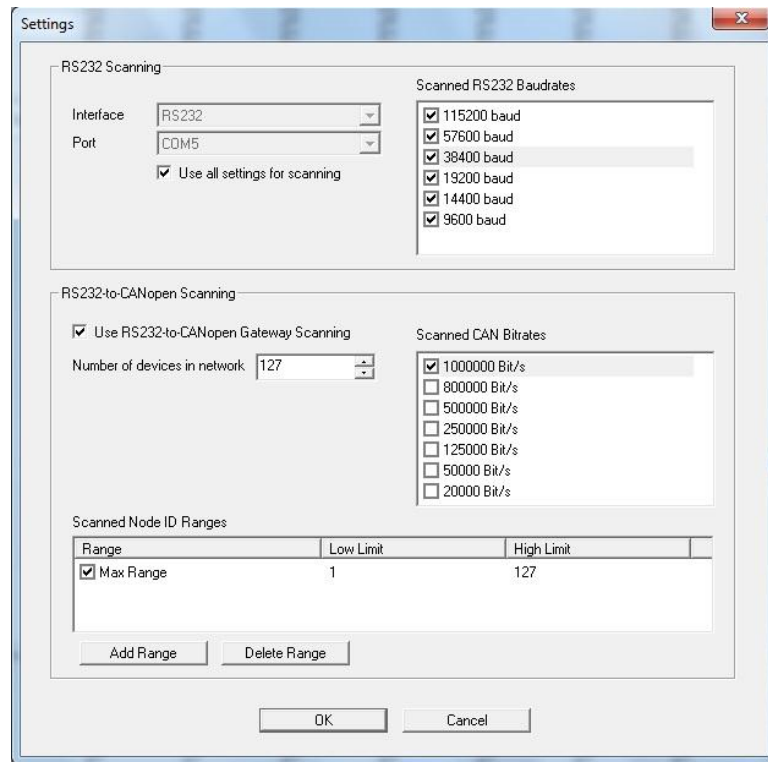 Settings
RS232 Scanning
Interface RS232
Port COM5
Use all settings for scanning
Scanned RS232 Baudrates
115200 baud
57600 baud
38400 baud
19200 baud
14400 baud
9600 baud
RS232-to-CANopen Scanning
Use RS232-to-CANopen Gateway Scanning
Number of devices in network 127
Scanned CAN Bitrates
1000000 Bit/s
800000 Bit/s
500000 Bit/s
250000 Bit/s
125000 Bit/s
50000 Bit/s
20000 Bit/s
Scanned Node ID Ranges
Range Low Limit High Limit
Max Range 1 127
Add Range Delete Range
OK Cancel